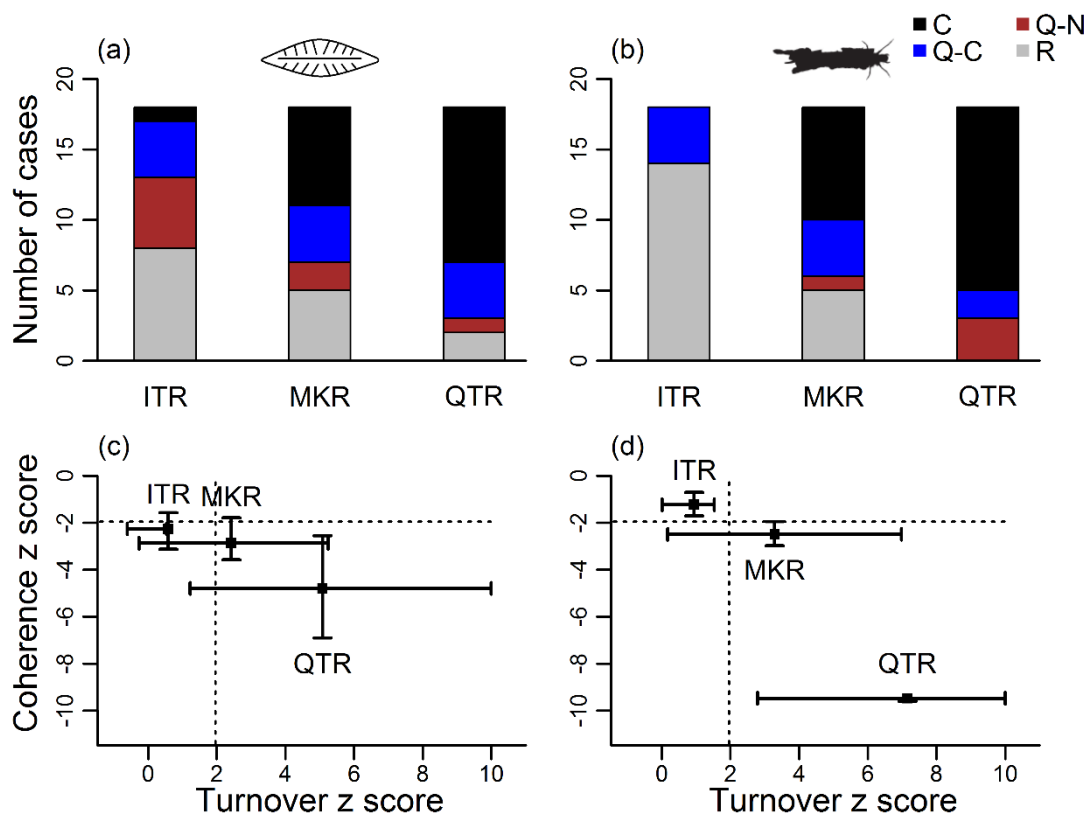 (a)
(b)
C
Q-N
Q-C
R
Number of cases
20
15
10
5
0
ITR
MKR
QTR
20
15
10
5
0
ITR
MKR
QTR
(c)
Coherence z score
0
-2
-4
-6
-8
-10
ITR
MKR
QTR
0 2 4 6 8 10
Turnover z score
(d)
0
-2
-4
-6
-8
-10
ITR
MKR
QTR
0 2 4 6 8 10
Turnover z score